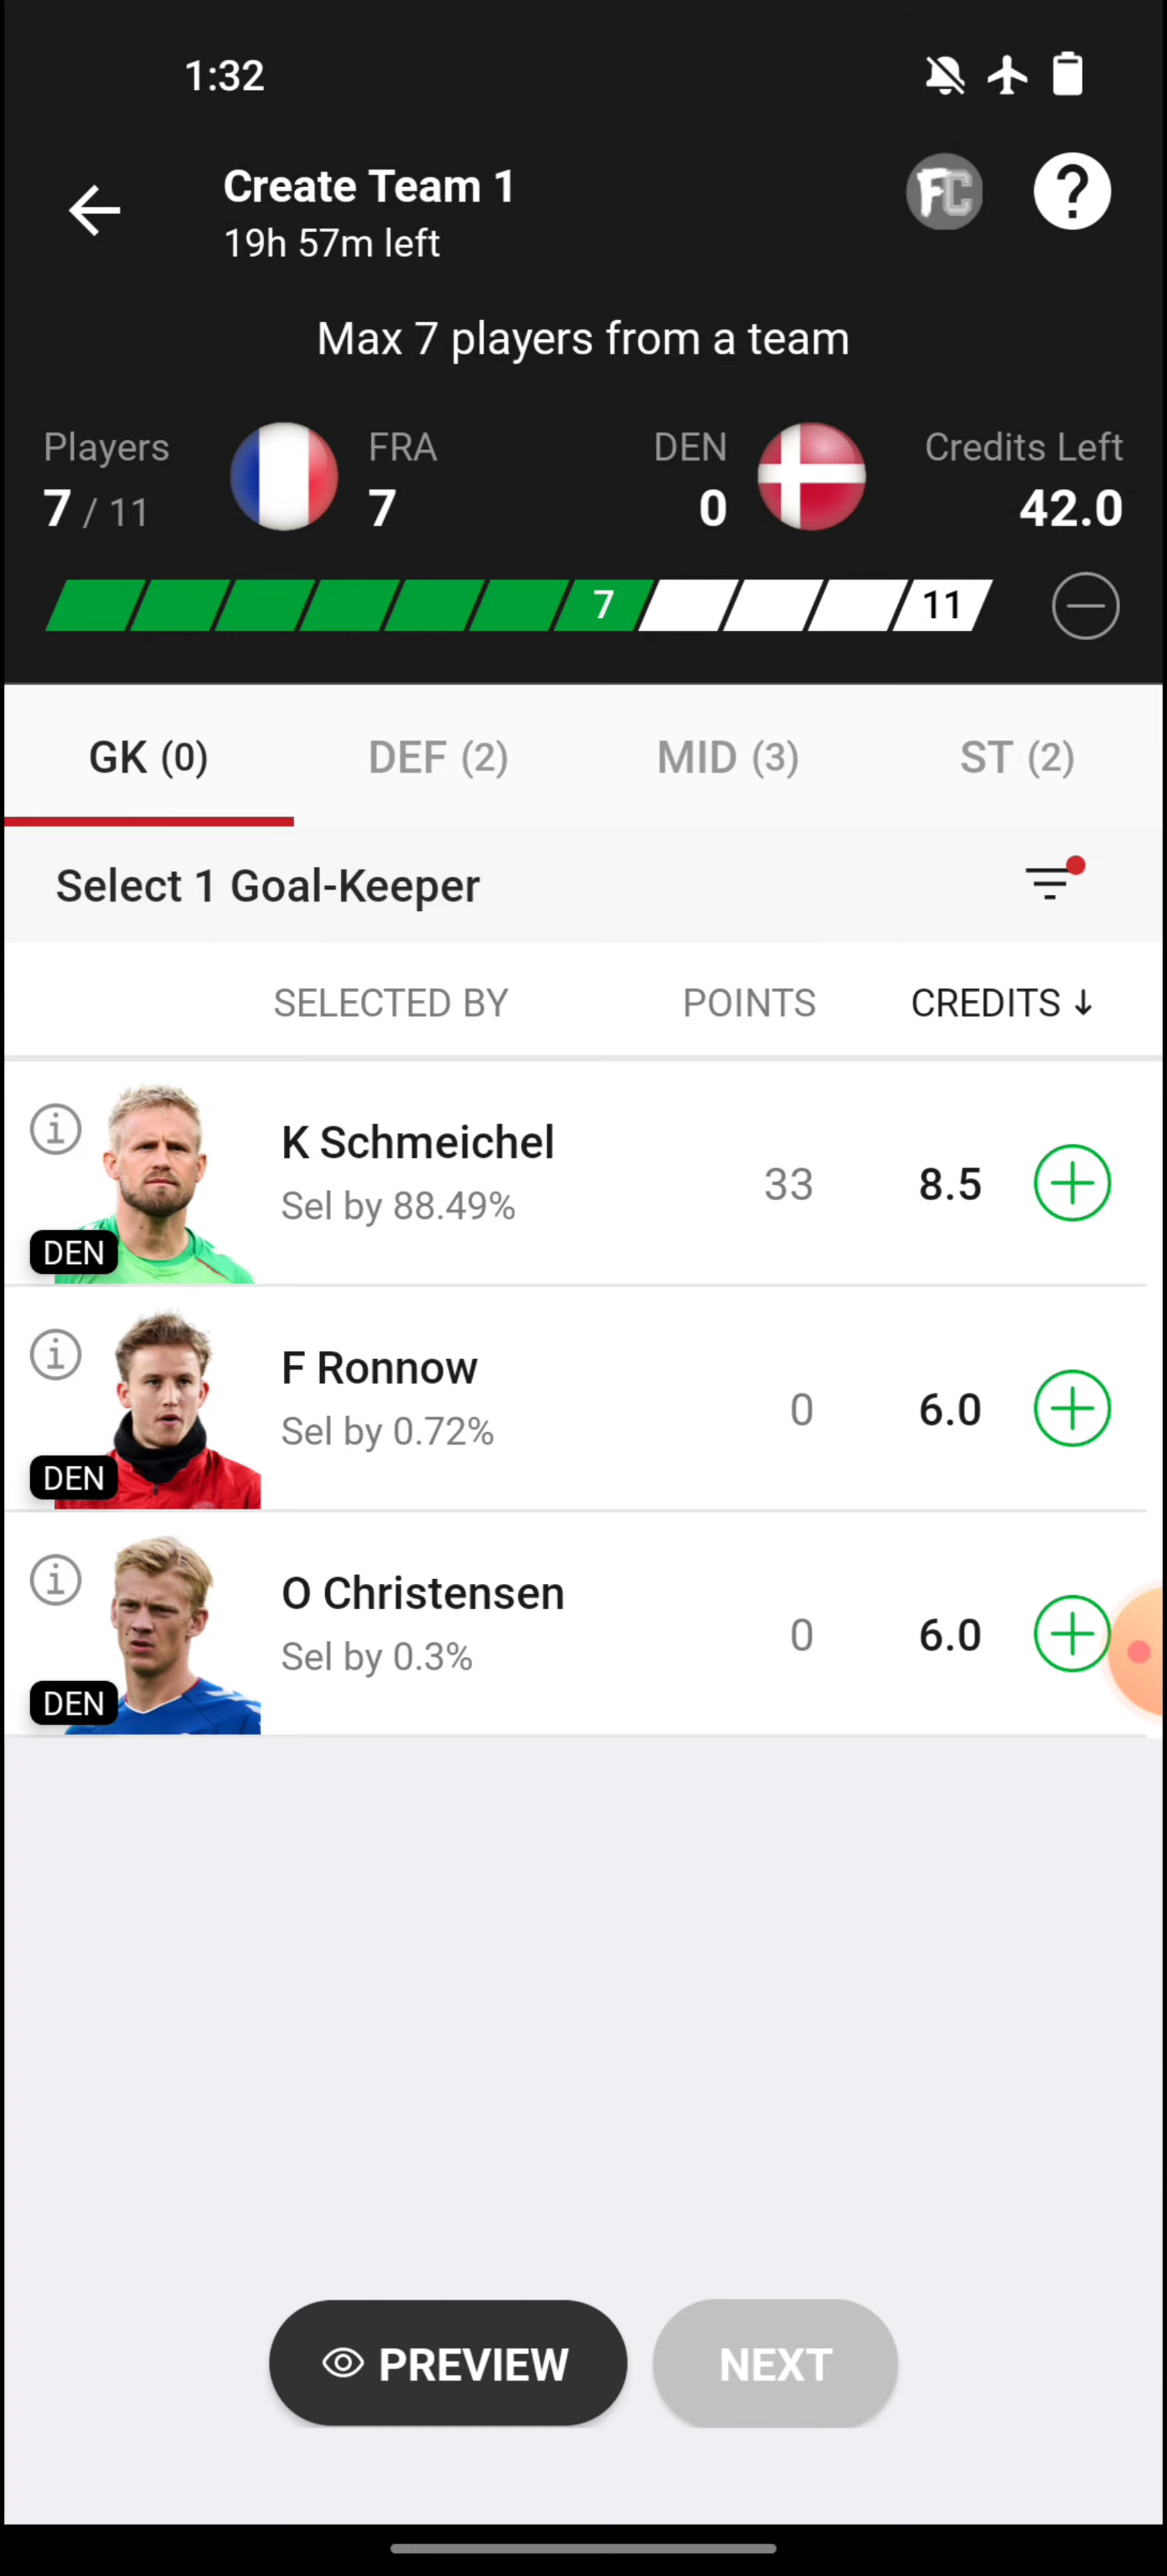 1:32
Create Team 1
FC
?
19h 57m left
Max 7 players from a team
Players
FRA
DEN
Credits Left
7 / 11
7
0
42.0
7
11
GK (0)
DEF (2)
MID (3)
ST (2)
Select 1 Goal-Keeper
SELECTED BY
POINTS
CREDITS ↓
i
K Schmeichel
Sel by 88.49%
33
8.5
DEN
i
F Ronnow
Sel by 0.72%
0
6.0
DEN
i
O Christensen
Sel by 0.3%
0
6.0
DEN
PREVIEW
NEXT